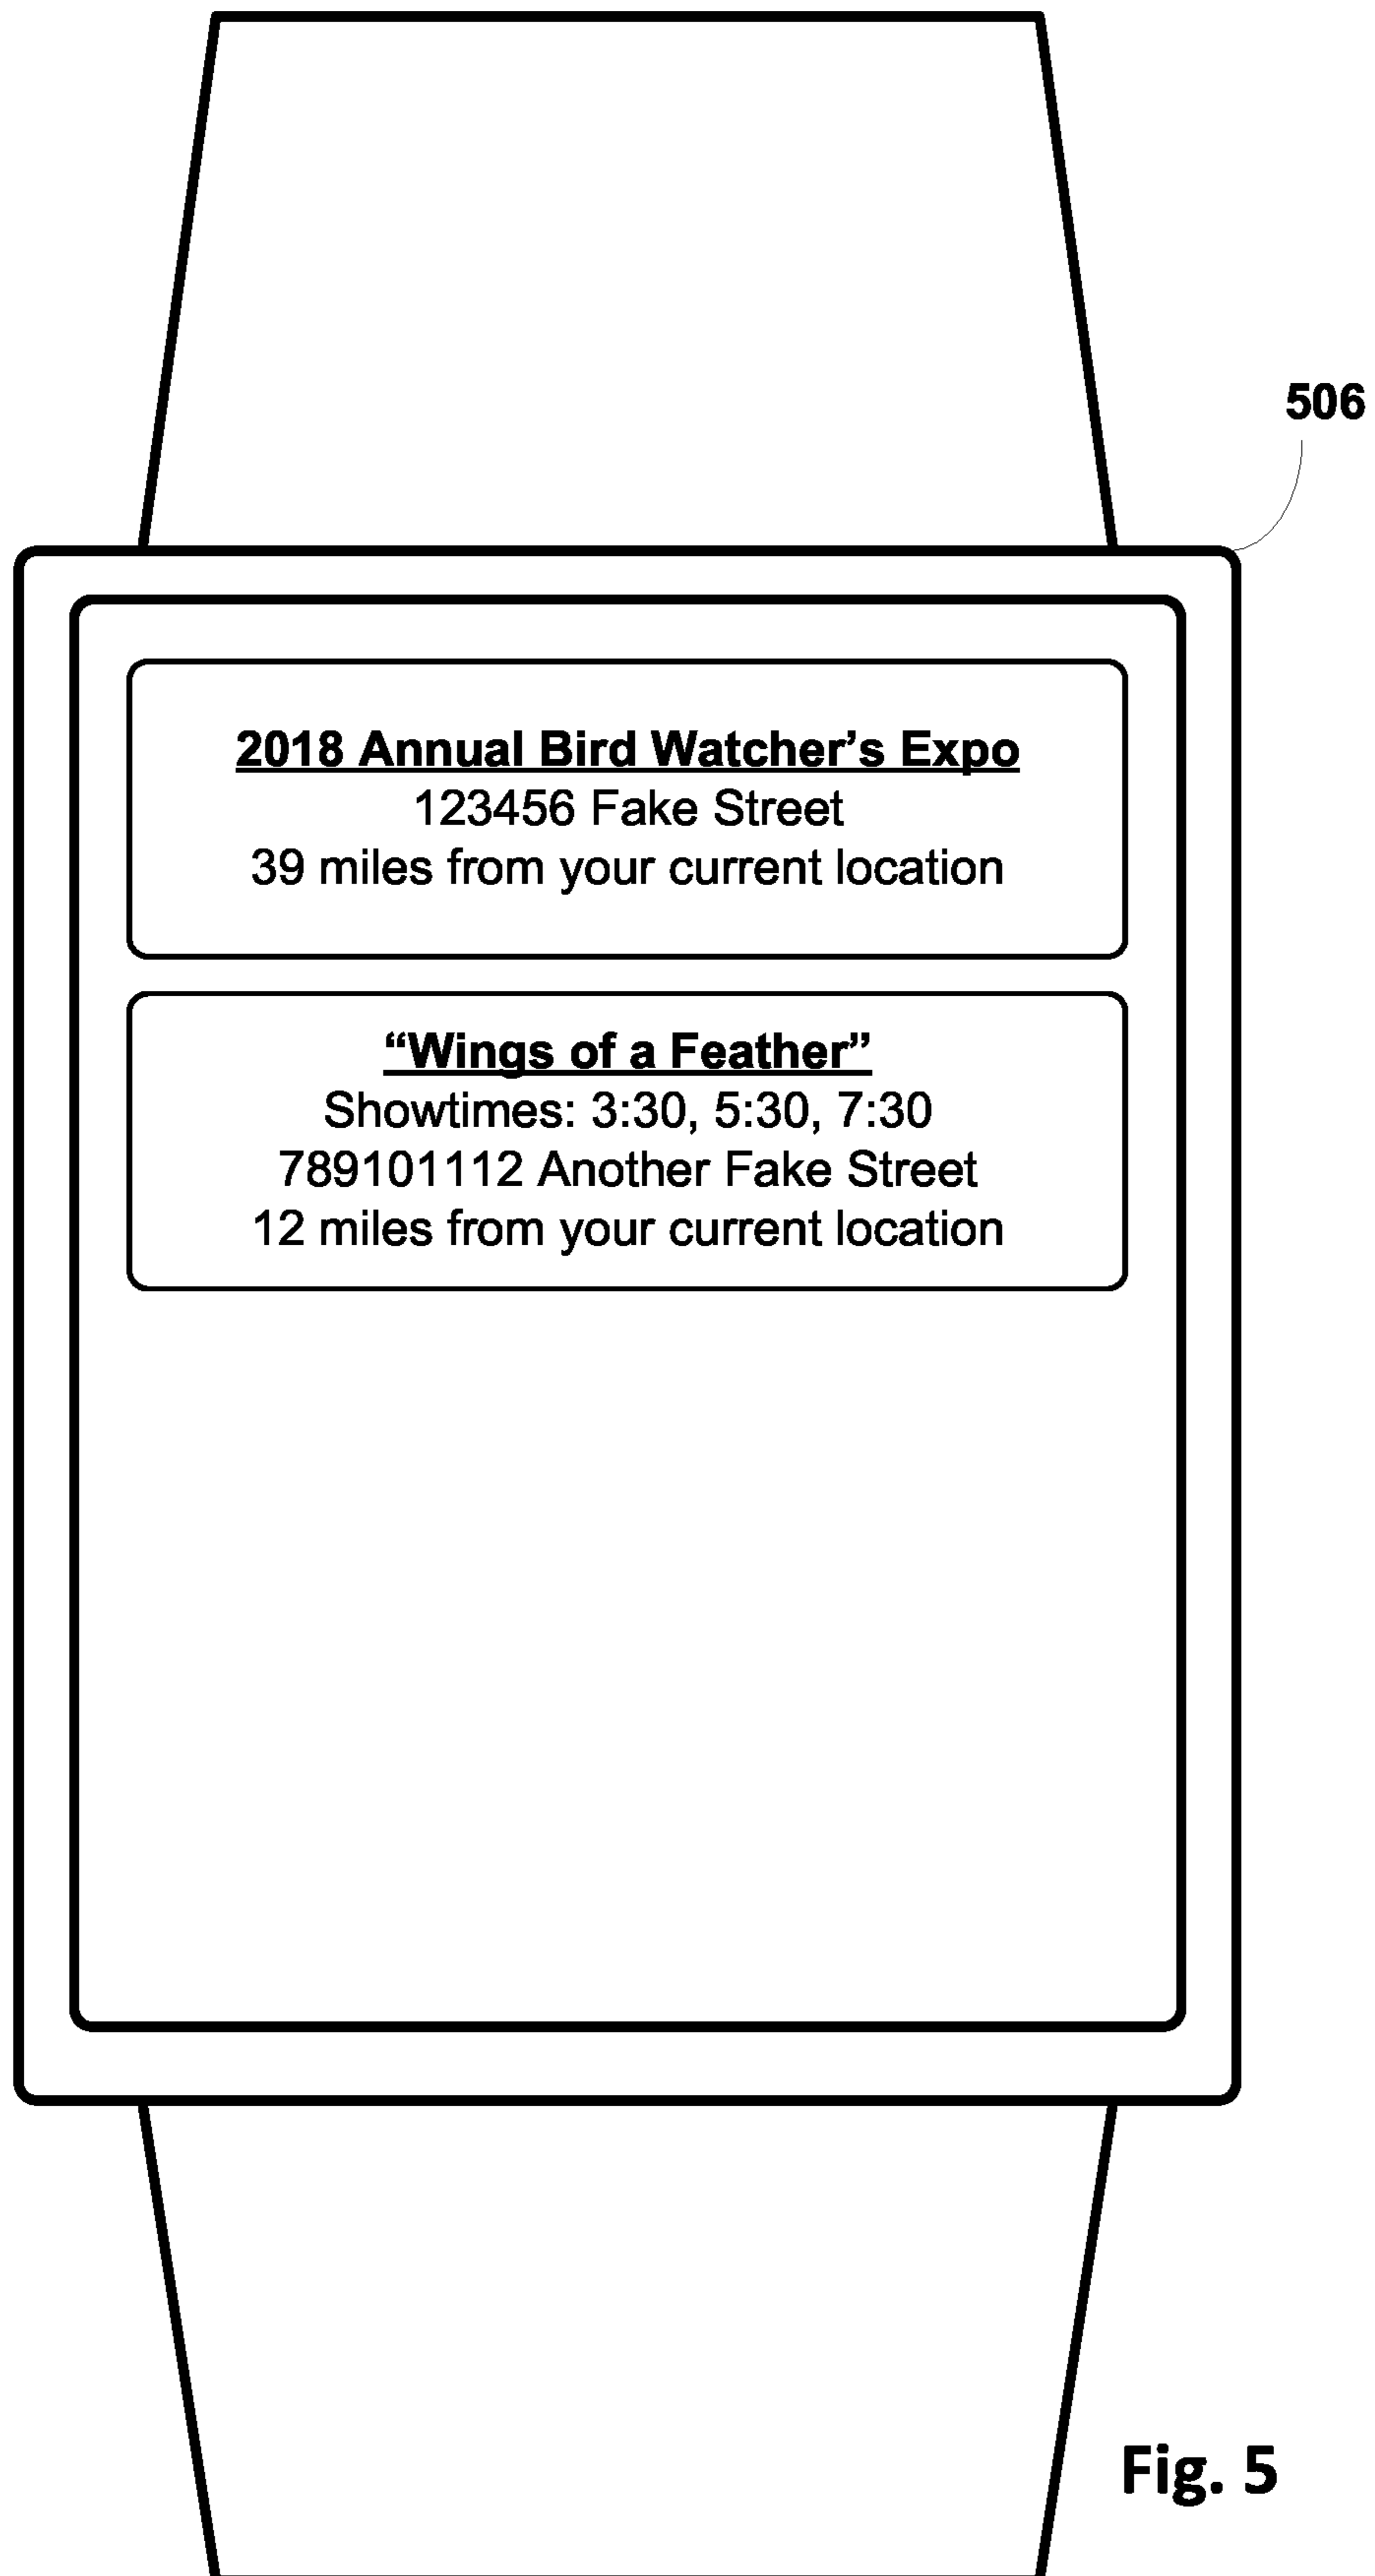 506
2018 Annual Bird Watcher’s Expo
123456 Fake Street
39 miles from your current location
“Wings of a Feather”
Showtimes: 3:30, 5:30, 7:30
789101112 Another Fake Street
12 miles from your current location
Fig. 5